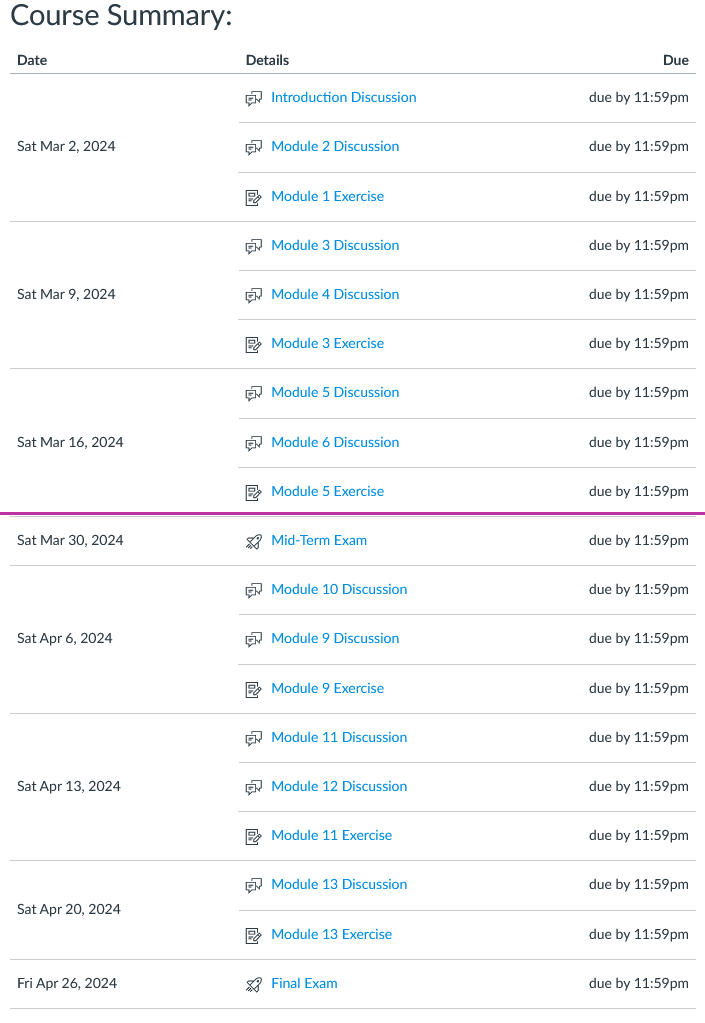 Course Summary:
Date Details Due
Introduction Discussion due by 11:59pm
Sat Mar 2, 2024 Module 2 Discussion due by 11:59pm
Module 1 Exercise due by 11:59pm
Module 3 Discussion due by 11:59pm
Sat Mar 9, 2024 Module 4 Discussion due by 11:59pm
Module 3 Exercise due by 11:59pm
Module 5 Discussion due by 11:59pm
Sat Mar 16, 2024 Module 6 Discussion due by 11:59pm
Module 5 Exercise due by 11:59pm
Sat Mar 30, 2024 Mid-Term Exam due by 11:59pm
Module 10 Discussion due by 11:59pm
Sat Apr 6, 2024 Module 9 Discussion due by 11:59pm
Module 9 Exercise due by 11:59pm
Module 11 Discussion due by 11:59pm
Sat Apr 13, 2024 Module 12 Discussion due by 11:59pm
Module 11 Exercise due by 11:59pm
Module 13 Discussion due by 11:59pm
Sat Apr 20, 2024
Module 13 Exercise due by 11:59pm
Fri Apr 26, 2024 Final Exam due by 11:59pm